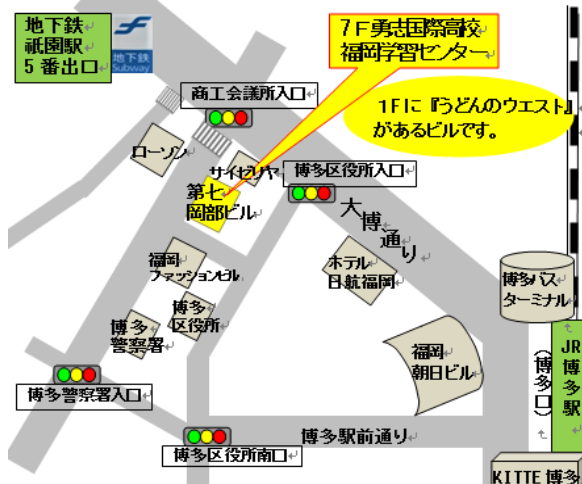 地下鉄
祇園駅
5番出口
地下鉄
Subway
7F勇志国際高校
福岡学習センター
1Fに『うどんのウエスト』
があるビルです。
商工会議所入口
ローソン
サイゼリヤ
博多区役所入口
第七
岡部ビル
大博通り
福岡
ファッションビル
ホテル
日航福岡
博多バス
ターミナル
博多
区役所
博多
警察署
福岡
朝日ビル
(博多口)
JR
博多駅
博多警察署入口
博多駅前通り
博多区役所南口
KITTE 博多